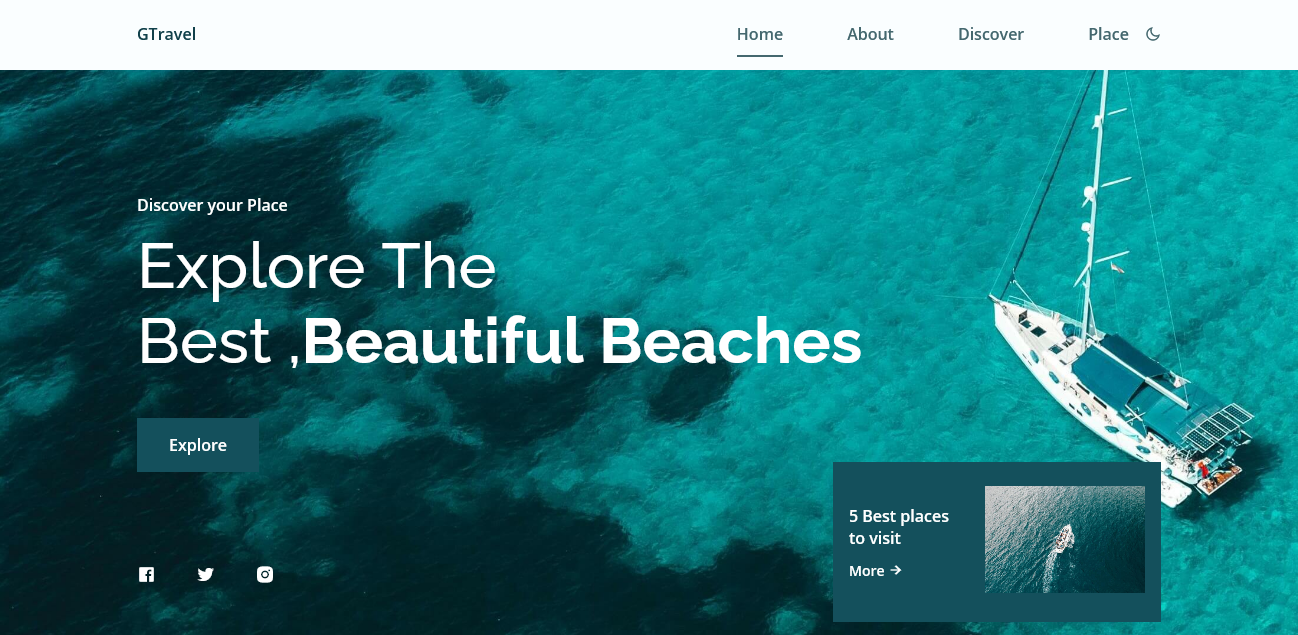 GTravel
Home About Discover Place
Discover your Place
Explore The
Best ,Beautiful Beaches
Explore
5 Best places
to visit
More